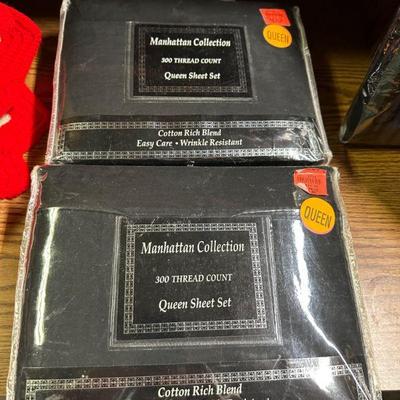 QUEEN
Manhattan Collection
300 THREAD COUNT
Queen Sheet Set
Cotton Rich Blend
Easy Care • Wrinkle Resistant
QUEEN
Manhattan Collection
300 THREAD COUNT
Queen Sheet Set
Cotton Rich Blend